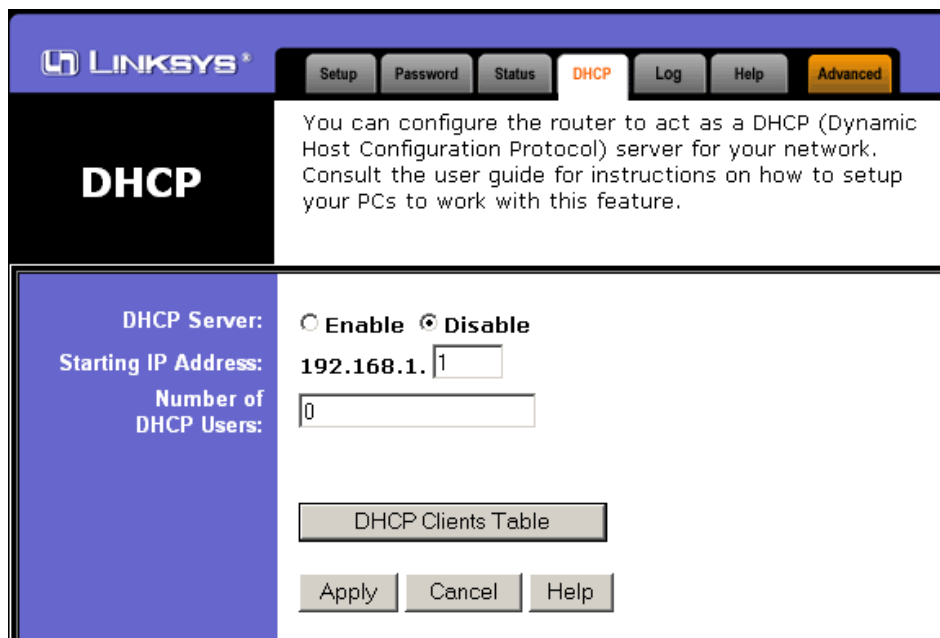 LINKSYS®
Setup Password Status DHCP Log Help Advanced
DHCP
You can configure the router to act as a DHCP (Dynamic
Host Configuration Protocol) server for your network.
Consult the user guide for instructions on how to setup
your PCs to work with this feature.
DHCP Server: Enable Disable
Starting IP Address: 192.168.1. 1
Number of
DHCP Users: 0
DHCP Clients Table
Apply Cancel Help